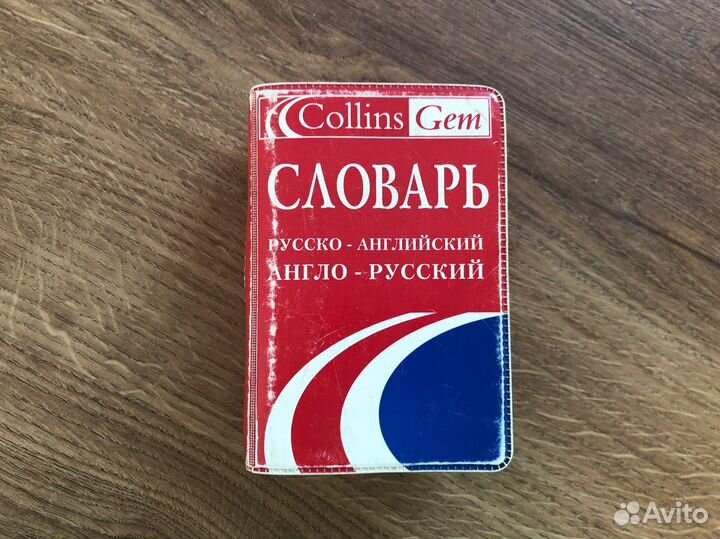 Collins Gem
СЛОВАРЬ
РУССКО - АНГЛИЙСКИЙ
АНГЛО - РУССКИЙ
Avito